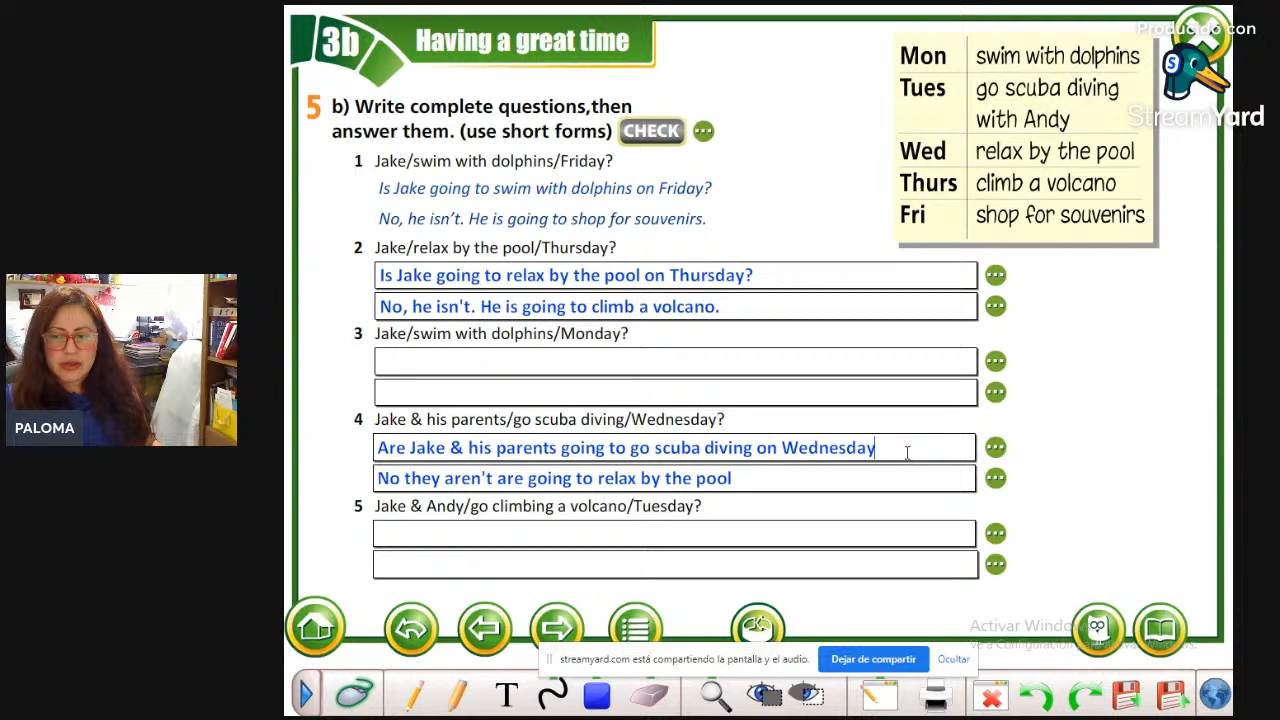 3b Having a great time
Producido con
StreamYard
Mon swim with dolphins
Tues go scuba diving
with Andy
Wed relax by the pool
Thurs climb a volcano
Fri shop for souvenirs
5 b) Write complete questions,then
answer them. (use short forms) CHECK
1 Jake/swim with dolphins/Friday?
Is Jake going to swim with dolphins on Friday?
No, he isn't. He is going to shop for souvenirs.
2 Jake/relax by the pool/Thursday?
Is Jake going to relax by the pool on Thursday?
No, he isn't. He is going to climb a volcano.
3 Jake/swim with dolphins/Monday?
4 Jake & his parents/go scuba diving/Wednesday?
Are Jake & his parents going to go scuba diving on Wednesday
No they aren't are going to relax by the pool
5 Jake & Andy/go climbing a volcano/Tuesday?
PALOMA
Activar Windows
streamyard.com está compartiendo la pantalla y el audio. Dejar de compartir Ocultar
T